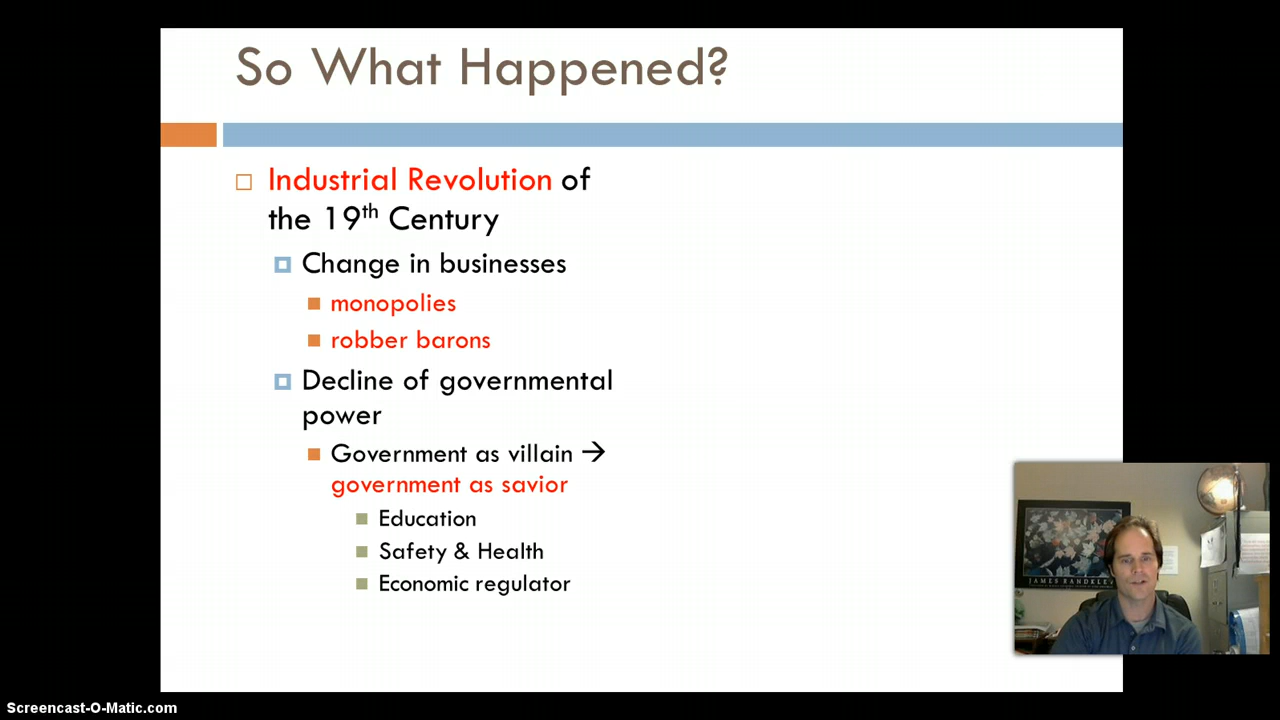 So What Happened?
Industrial Revolution of
the 19th Century
Change in businesses
monopolies
robber barons
Decline of governmental
power
Government as villain →
government as savior
Education
Safety & Health
Economic regulator
Screencast-O-Matic.com